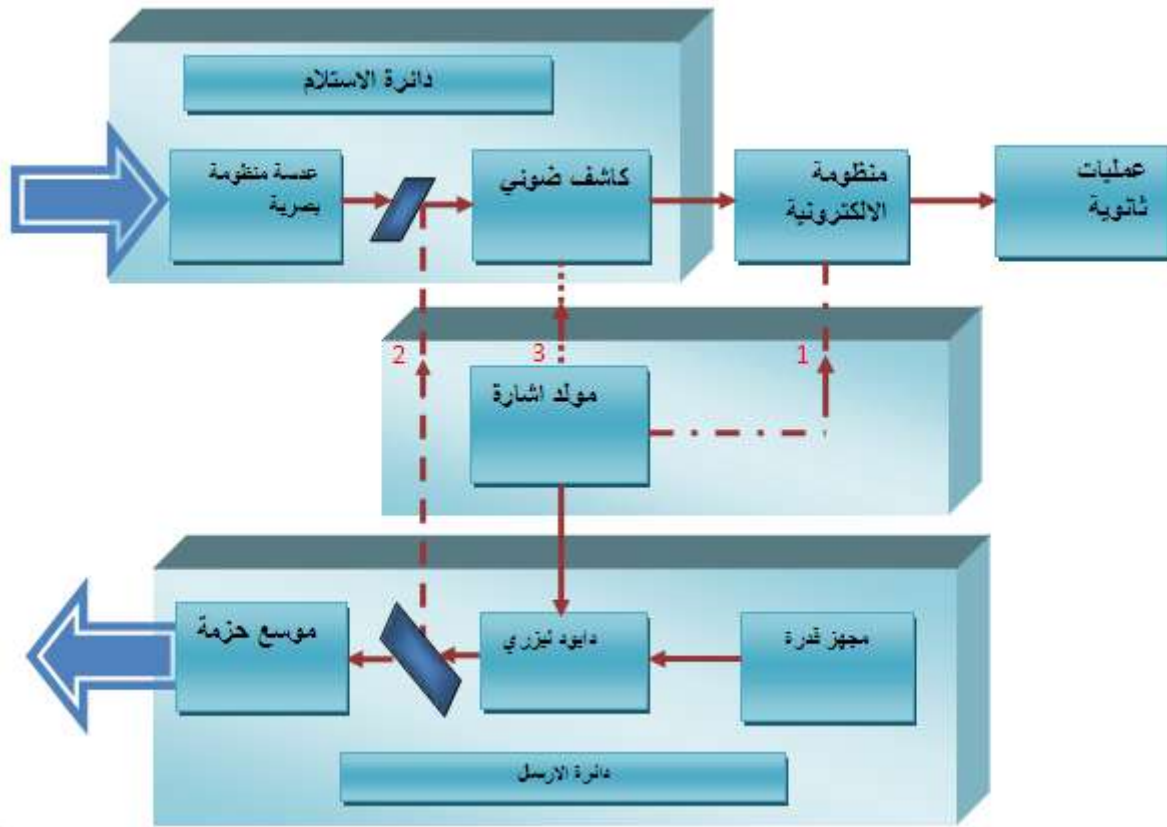 دائرة الاستلام
عدسة منظومة
بصرية
كاشف ضوئي
منظومة
الالكترونية
عمليات
ثانوية
2
3
1
مولد اشارة
موسع حزمة
دايود ليزري
مجهز قدرة
دائرة الارسل